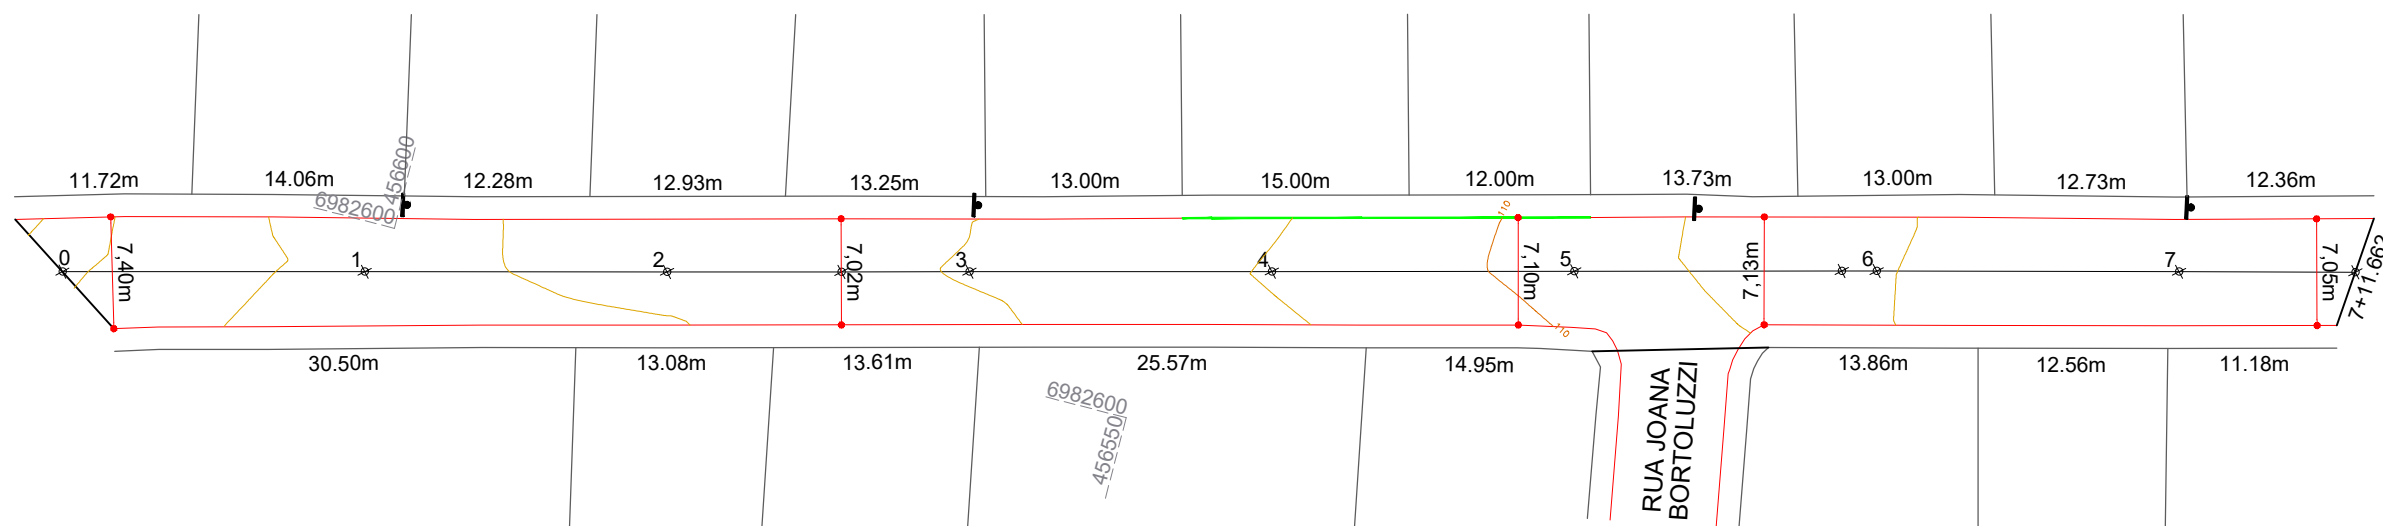 11.72m
14.06m
12.28m
12.93m
13.25m
13.00m
15.00m
12.00m
13.73m
13.00m
12.73m
12.36m
456600
6982600
110
0
1
2
3
4
5
6
7
7+11.662
7,40m
7,02m
7,10m
7,13m
7,05m
110
30.50m
13.08m
13.61m
25.57m
14.95m
13.86m
12.56m
11.18m
6982600
456550
RUA JOANA
BORTOLUZZI